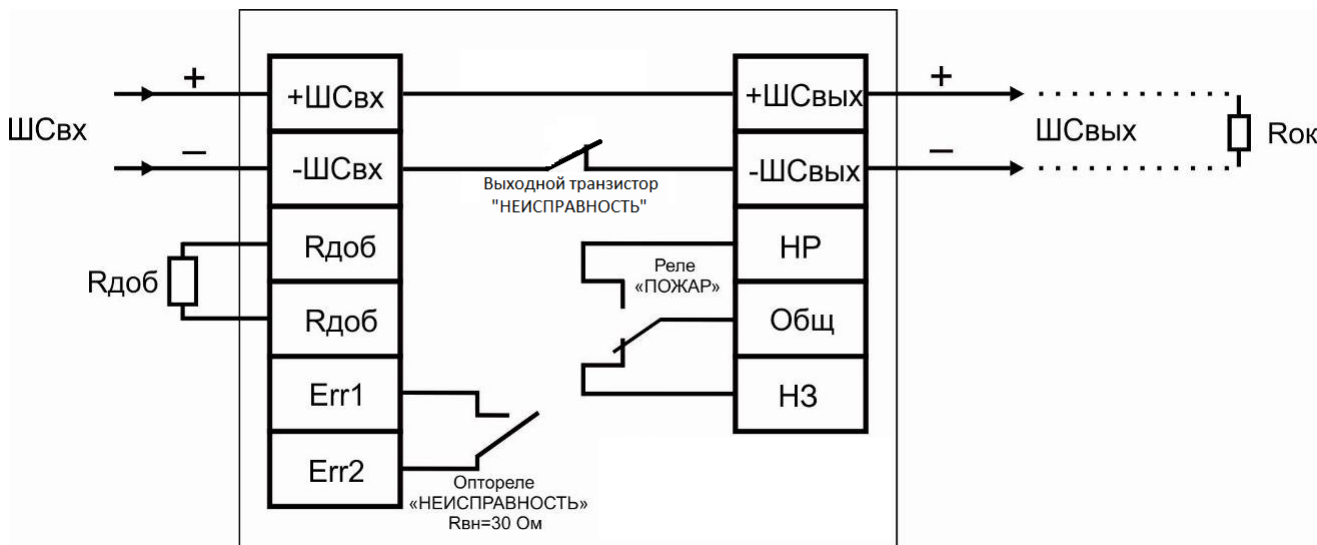 +
+ШСвх
+ШСвых
+
ШСвх
ШСвых
Rок
–
-ШСвх
-ШСвых
–
Выходной транзистор
"НЕИСПРАВНОСТЬ"
Rдоб
Rдоб
НР
Реле
«ПОЖАР»
Rдоб
Общ
Err1
НЗ
Err2
Оптореле
«НЕИСПРАВНОСТЬ»
Rвн=30 Ом